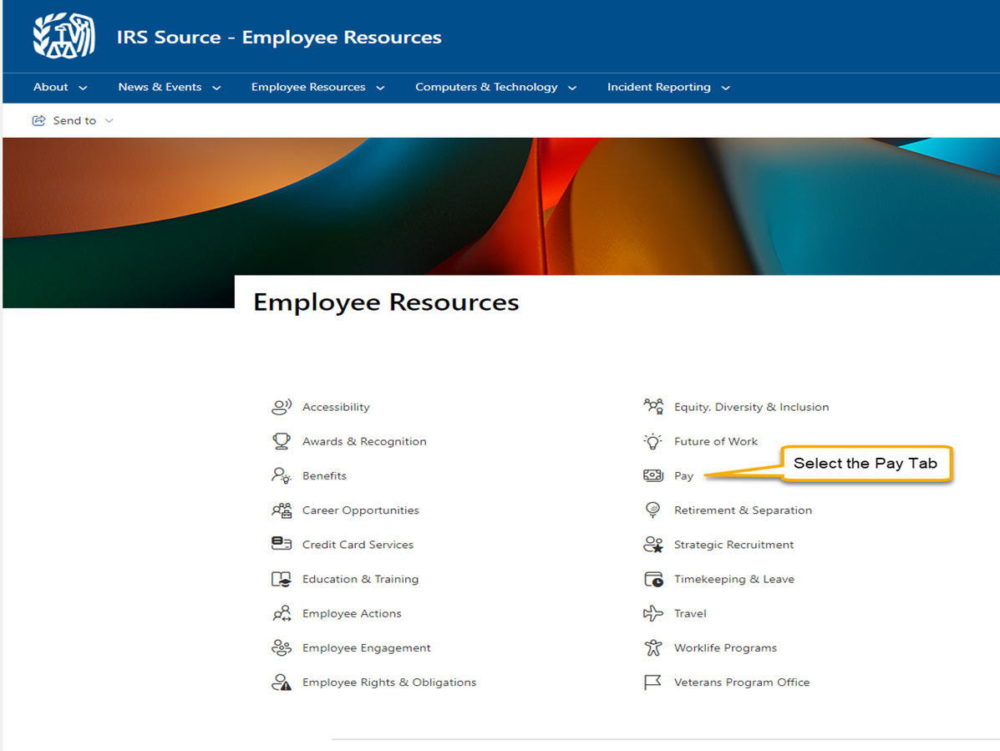 IRS Source - Employee Resources
About
News & Events
Employee Resources
Computers & Technology
Incident Reporting
Send to
Employee Resources
Accessibility
Awards & Recognition
Benefits
Career Opportunities
Credit Card Services
Education & Training
Employee Actions
Employee Engagement
Employee Rights & Obligations
Equity, Diversity & Inclusion
Future of Work
Pay
Select the Pay Tab
Retirement & Separation
Strategic Recruitment
Timekeeping & Leave
Travel
Worklife Programs
Veterans Program Office